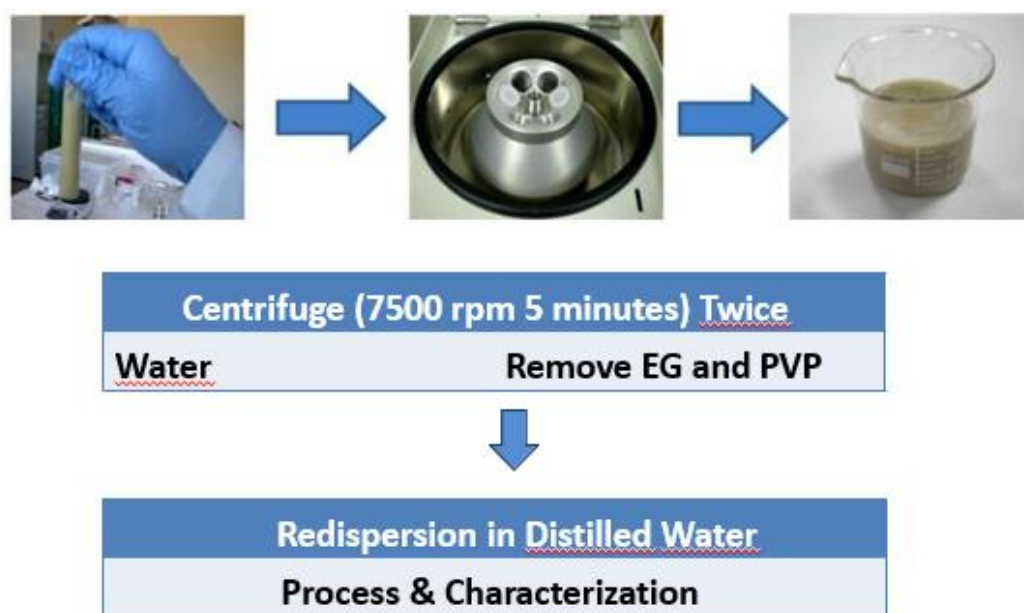 Centrifuge (7500 rpm 5 minutes) Twice
Water Remove EG and PVP
Redispersion in Distilled Water
Process & Characterization